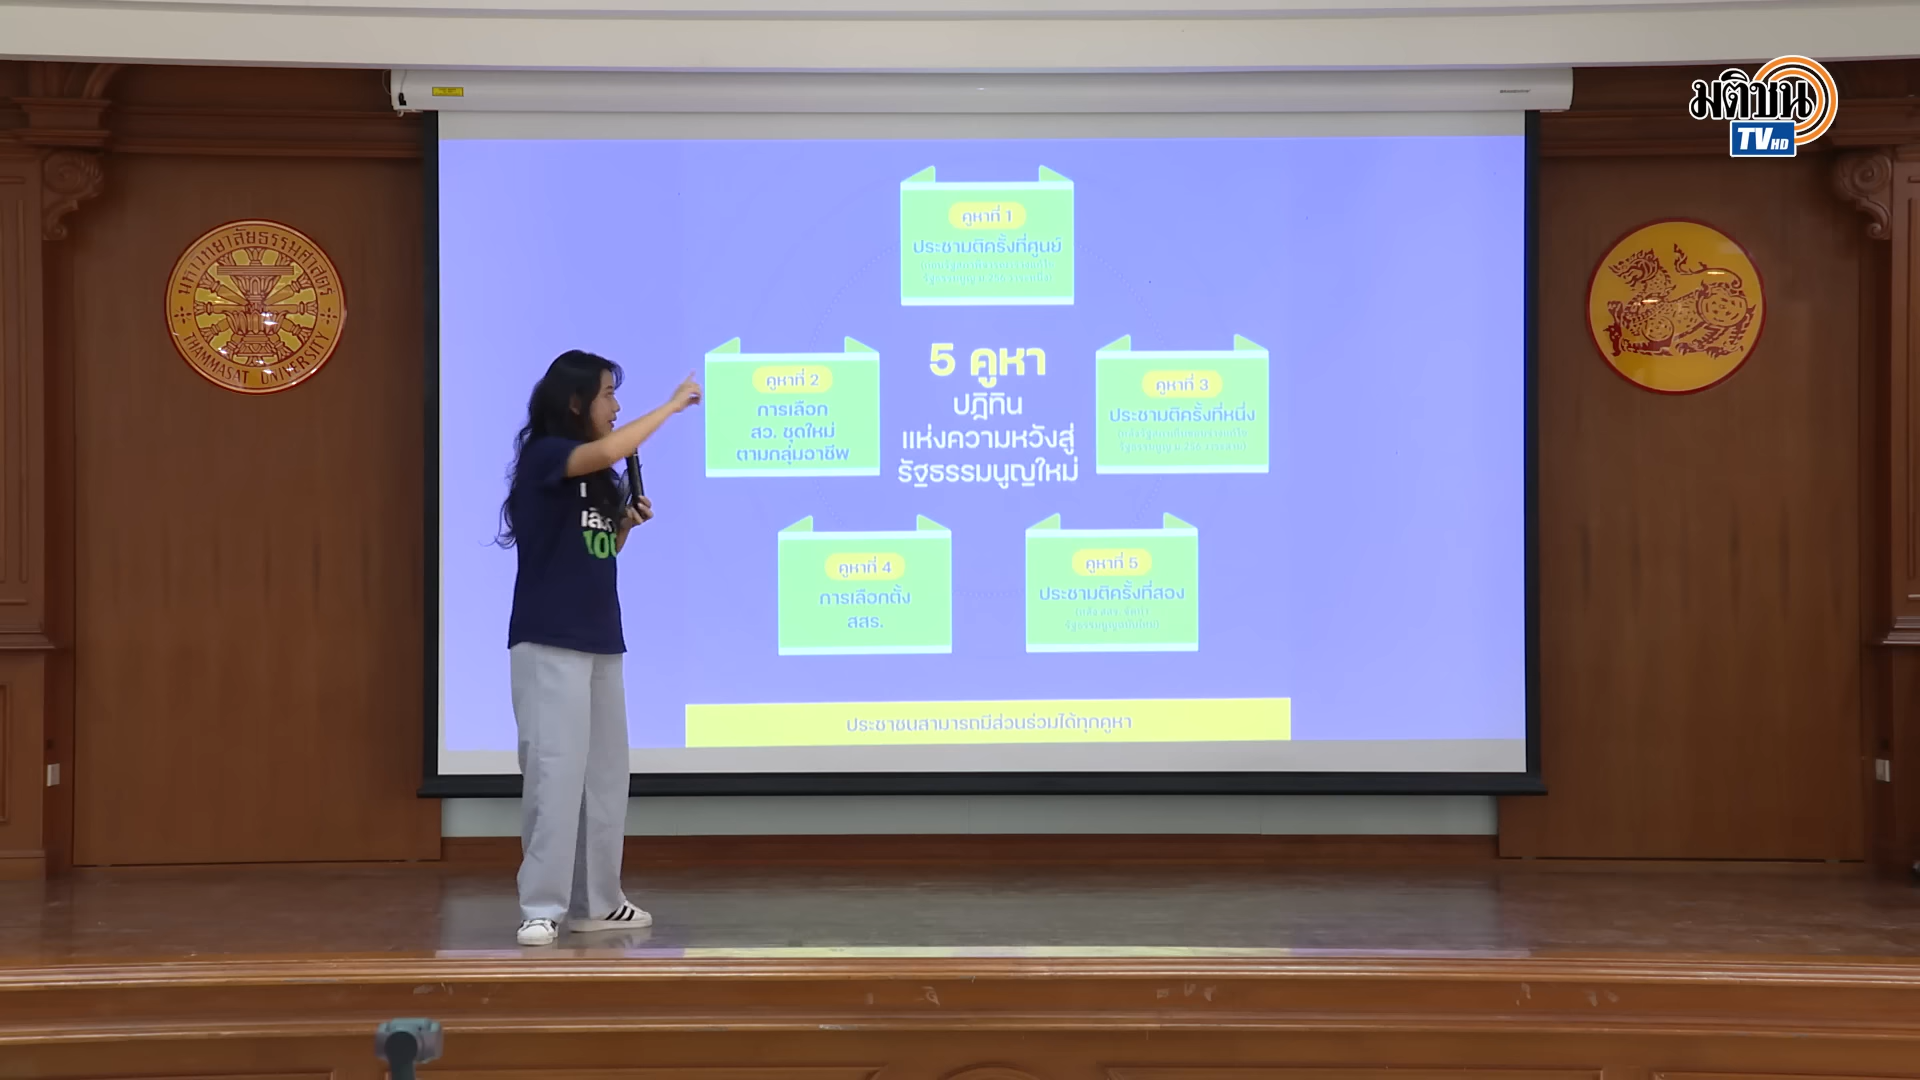 มติชน
TV HD
มหาวิทยาลัยธรรมศาสตร์
THAMMASAT UNIVERSITY
คูหาที่ 1
ประชามติครั้งที่ศูนย์
5 คูหา
ปฏิทิน
แห่งความหวังสู่
รัฐธรรมนูญใหม่
คูหาที่ 2
การเลือก
สว. ชุดใหม่
ตามกลุ่มอาชีพ
คูหาที่ 3
ประชามติครั้งที่หนึ่ง
คูหาที่ 4
การเลือกตั้ง
สสร.
คูหาที่ 5
ประชามติครั้งที่สอง
ประชาชนสามารถมีส่วนร่วมได้ทุกคูหา